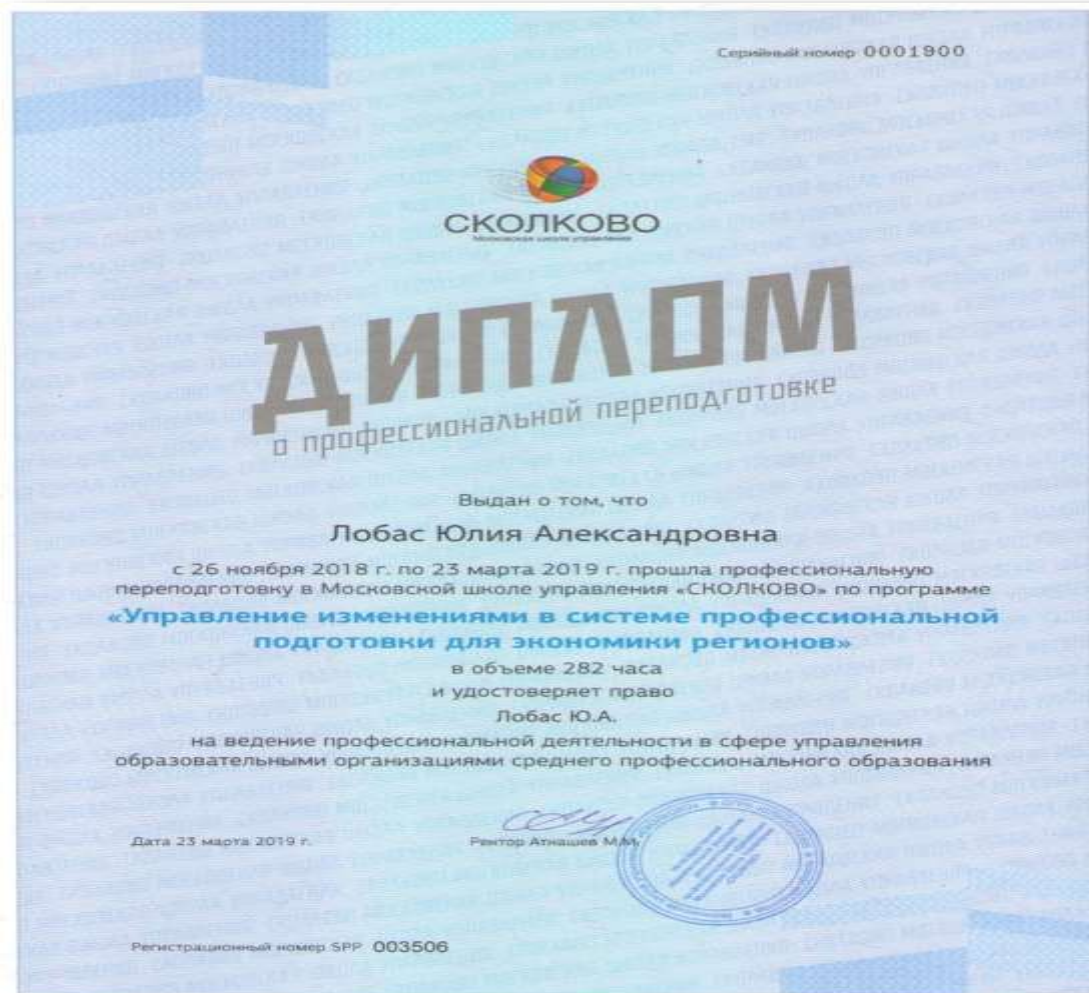 Серийный номер 0001900
СКОЛКОВО
Московская школа управления
ДИПЛОМ
о профессиональной переподготовке
Выдан о том, что
Лобас Юлия Александровна
с 26 ноября 2018 г. по 23 марта 2019 г. прошла профессиональную
переподготовку в Московской школе управления «СКОЛКОВО» по программе
«Управление изменениями в системе профессиональной
подготовки для экономики регионов»
в объеме 282 часа
и удостоверяет право
Лобас Ю.А.
на ведение профессиональной деятельности в сфере управления
образовательными организациями среднего профессионального образования
Дата 23 марта 2019 г.
Ректор Атнашев М.М.
Регистрационный номер SPP 003506